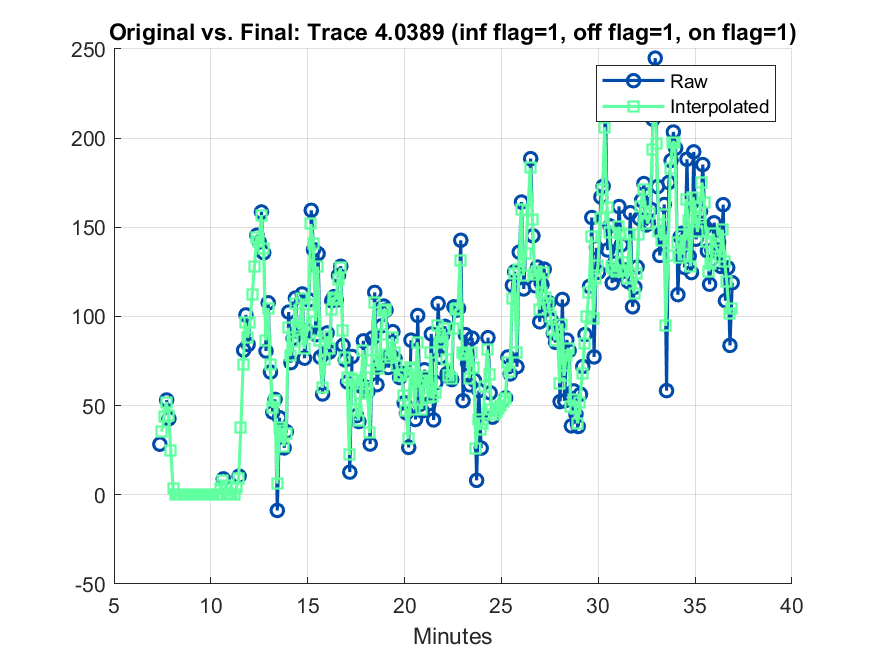 Original vs. Final: Trace 4.0389 (inf flag=1, off flag=1, on flag=1)
250
200
150
100
50
0
-50
5 10 15 20 25 30 35 40
Minutes
Raw
Interpolated